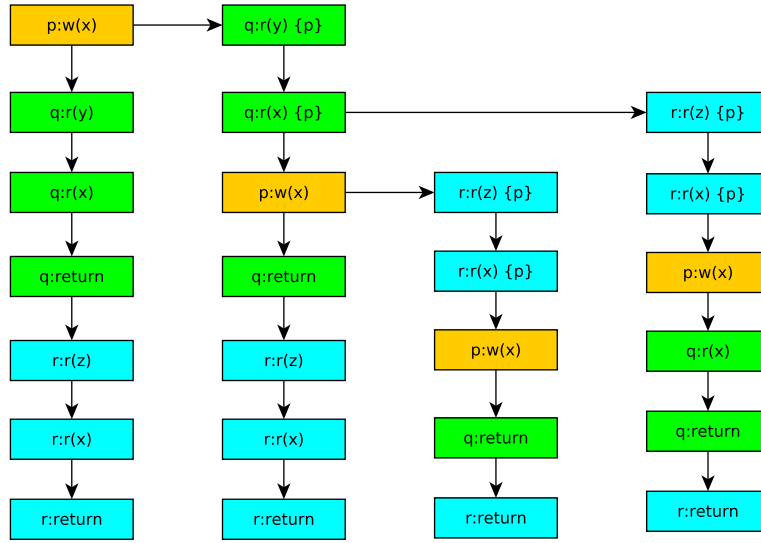 p:w(x)
q:r(y) {p}
q:r(y)
q:r(x) {p}
r:r(z) {p}
q:r(x)
p:w(x)
r:r(z) {p}
r:r(x) {p}
q:return
q:return
r:r(x) {p}
p:w(x)
r:r(z)
r:r(z)
p:w(x)
q:r(x)
r:r(x)
r:r(x)
q:return
q:return
r:return
r:return
r:return
r:return